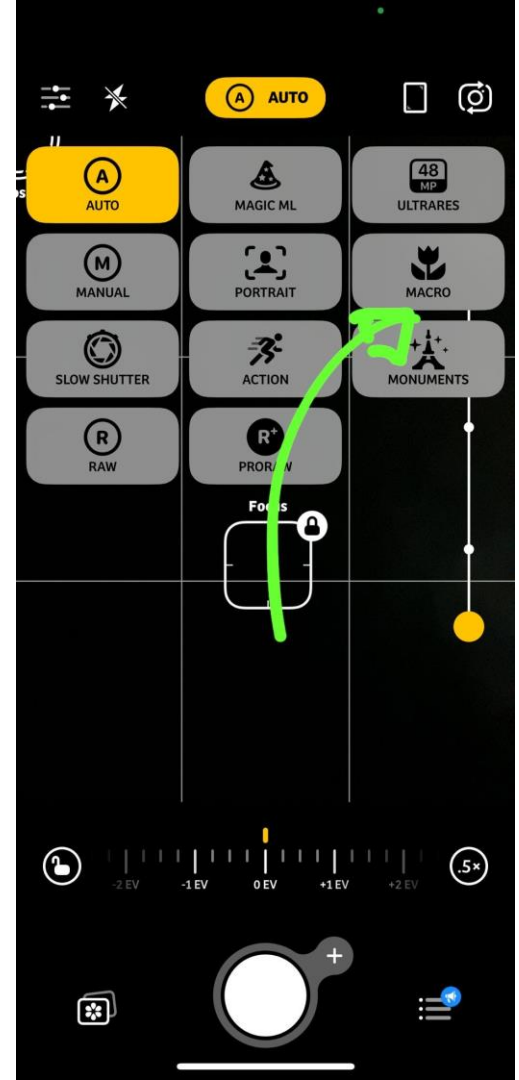 A AUTO
A
AUTO
MAGIC ML
48
MP
ULTRARES
M
MANUAL
PORTRAIT
MACRO
SLOW SHUTTER
ACTION
MONUMENTS
R
RAW
R+
PRORAW
-2 EV
-1 EV
0 EV
+1 EV
+2 EV
.5×
+